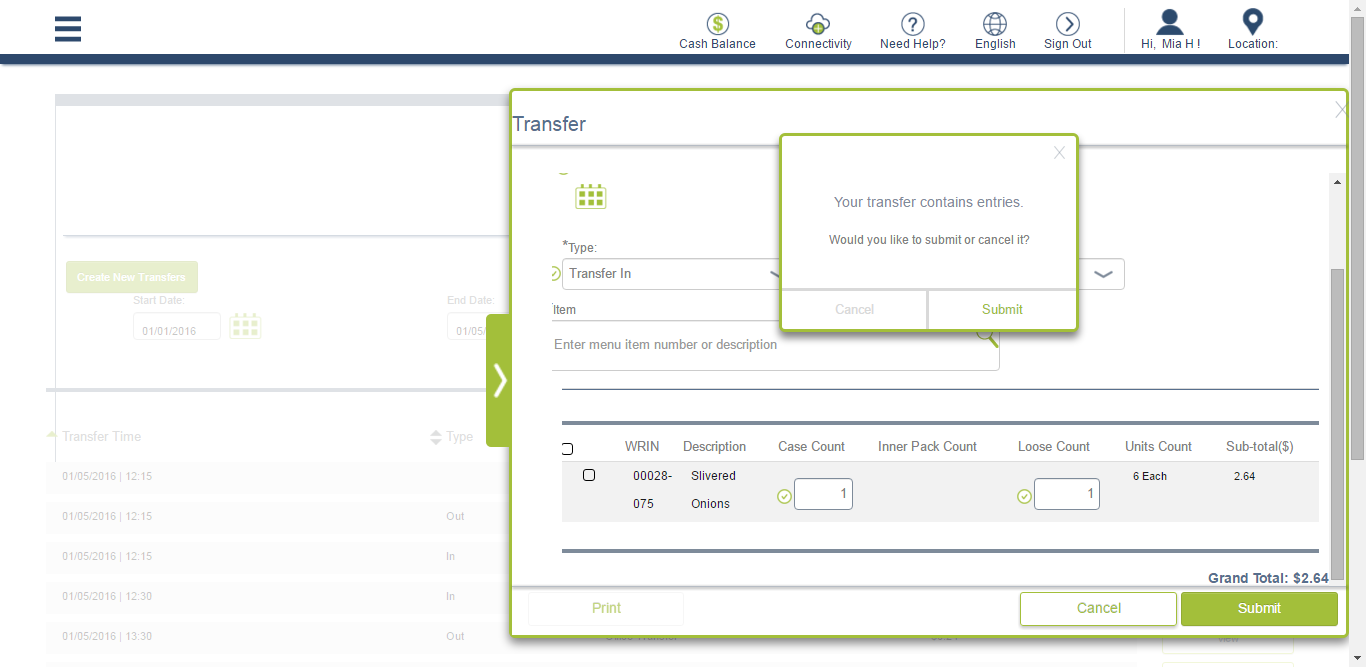 Cash Balance
Connectivity
Need Help?
English
Sign Out
Hi, Mia H !
Location:
Transfer
X
X
Your transfer contains entries.
Would you like to submit or cancel it?
Cancel
Submit
*Type:
Transfer In
Item
Enter menu item number or description
WRIN Description Case Count Inner Pack Count Loose Count Units Count Sub-total($)
00028- Slivered 6 Each 2.64
075 Onions 1 1
Grand Total: $2.64
Print
Cancel
Submit
Create New Transfers
Start Date:
End Date:
01/01/2016
01/05/
Transfer Time Type
01/05/2016 | 12:15
01/05/2016 | 12:15 Out
01/05/2016 | 12:15 In
01/05/2016 | 12:30 In
01/05/2016 | 13:30 Out